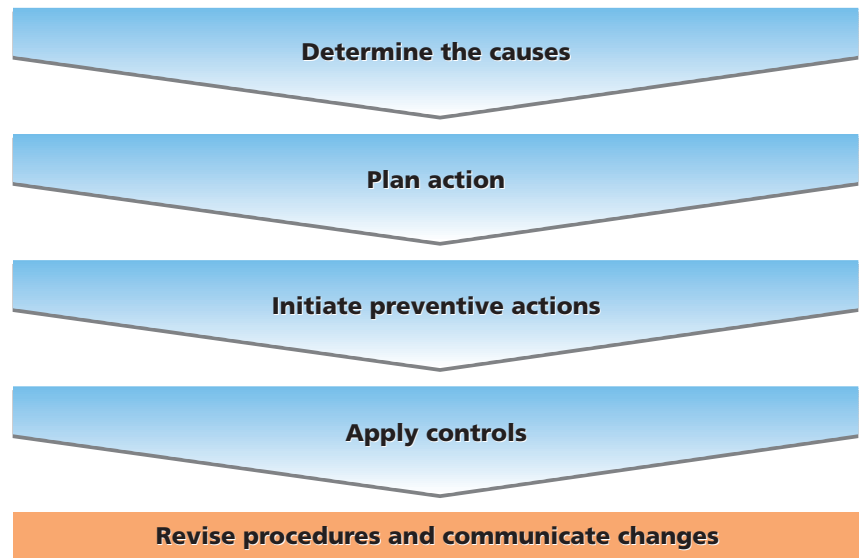 Determine the causes
Plan action
Initiate preventive actions
Apply controls
Revise procedures and communicate changes